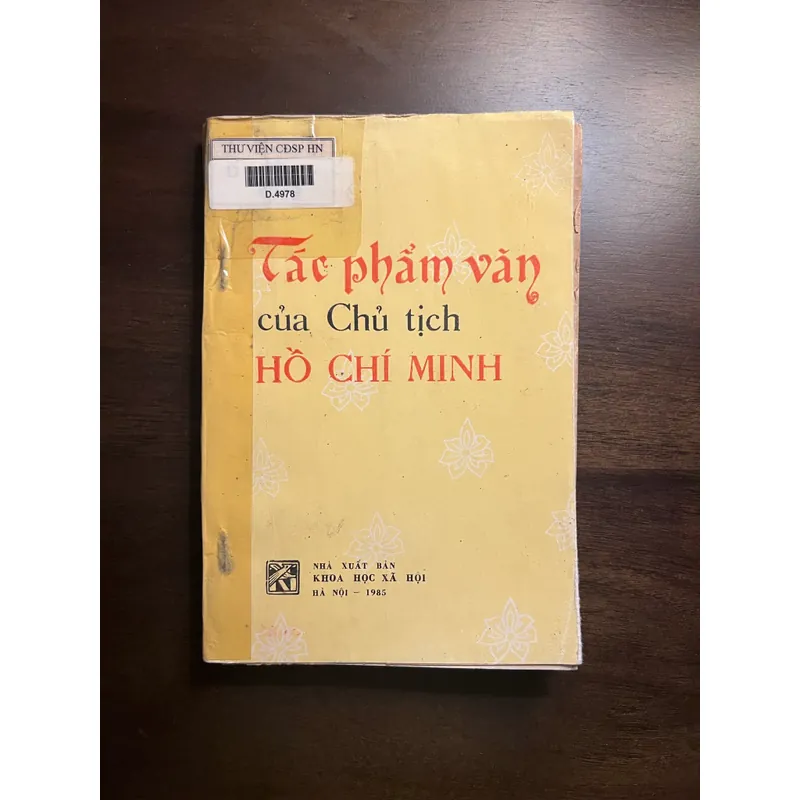 THƯ VIỆN CĐSP HN
D.4978
Tác phẩm văn
của Chủ tịch
HỒ CHÍ MINH
NHÀ XUẤT BẢN
KHOA HỌC XÃ HỘI
HÀ NỘI – 1985